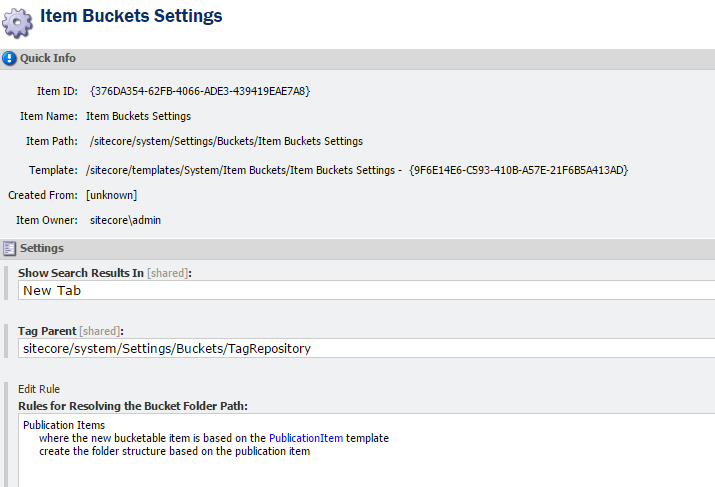 Item Buckets Settings
Quick Info
Item ID: {376DA354-62FB-4066-ADE3-439419EAE7A8}
Item Name: Item Buckets Settings
Item Path: /sitecore/system/Settings/Buckets/Item Buckets Settings
Template: /sitecore/templates/System/Item Buckets/Item Buckets Settings - {9F6E14E6-C593-410B-A57E-21F6B5A413AD}
Created From: [unknown]
Item Owner: sitecore\admin
Settings
Show Search Results In [shared]:
New Tab
Tag Parent [shared]:
sitecore/system/Settings/Buckets/TagRepository
Edit Rule
Rules for Resolving the Bucket Folder Path:
Publication Items
where the new bucketable item is based on the PublicationItem template
create the folder structure based on the publication item